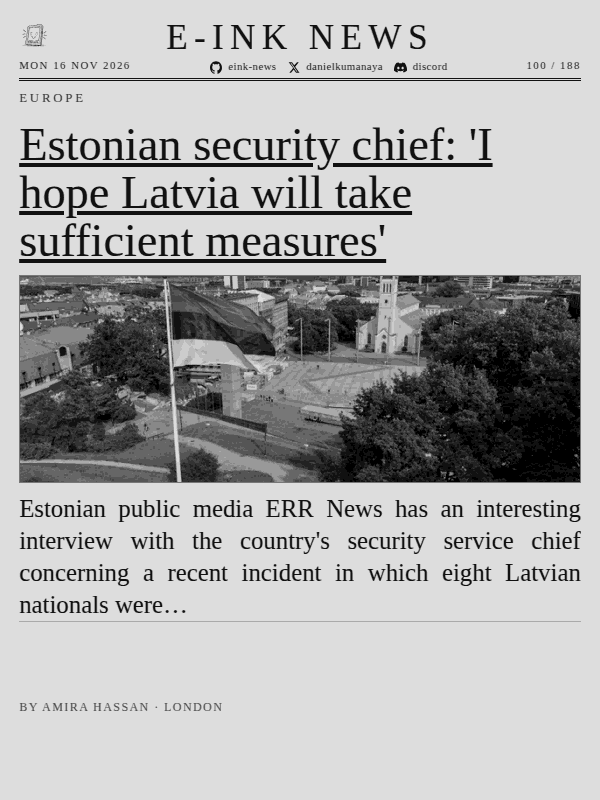 E-INK NEWS
MON 16 NOV 2026
eink-news danielkumanaya discord
100 / 188
EUROPE
Estonian security chief: 'I
hope Latvia will take
sufficient measures'
Estonian public media ERR News has an interesting
interview with the country's security service chief
concerning a recent incident in which eight Latvian
nationals were…
BY AMIRA HASSAN · LONDON